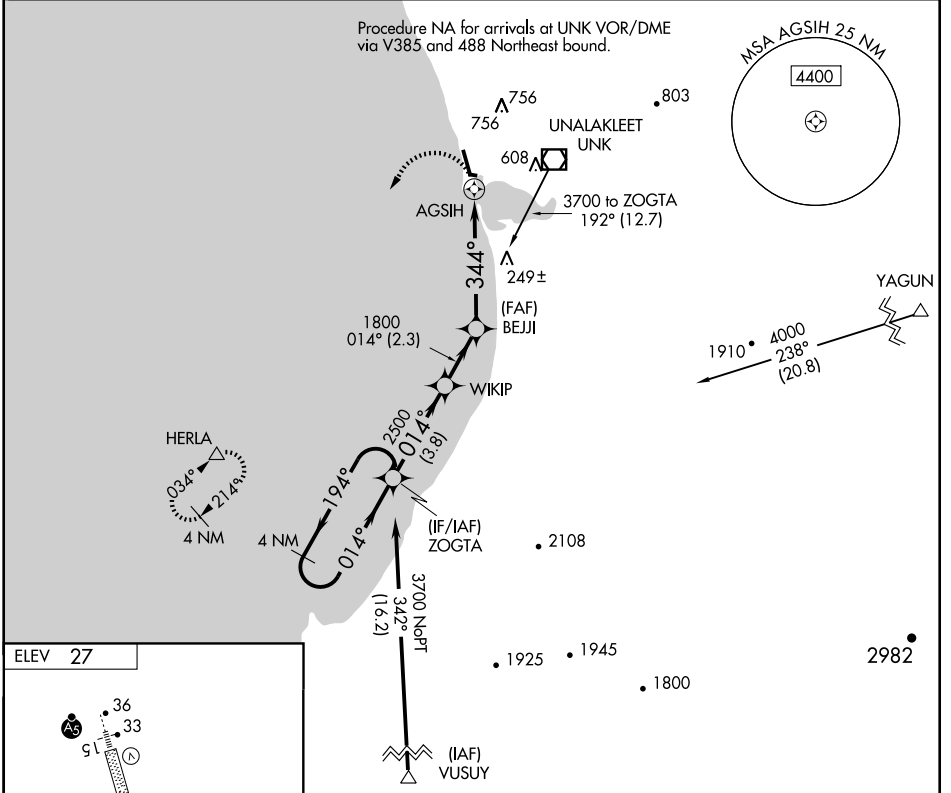 Procedure NA for arrivals at UNK VOR/DME
via V385 and 488 Northeast bound.
MSA AGSIH 25 NM
4400
756
756
803
UNALAKLEET
UNK
608
AGSIH
3700 to ZOGTA
192° (12.7)
344°
249±
YAGUN
(FAF)
BEJJI
1800
014° (2.3)
1910
4000
238°
(20.8)
WIKIP
2500
014°
(3.8)
HERLA
034°
214°
4 NM
194°
014°
4 NM
(IF/IAF)
ZOGTA
2108
3700 NoPT
342°
(16.2)
1925
1945
1800
2982
(IAF)
VUSUY
ELEV 27
A5
36
33
15
V